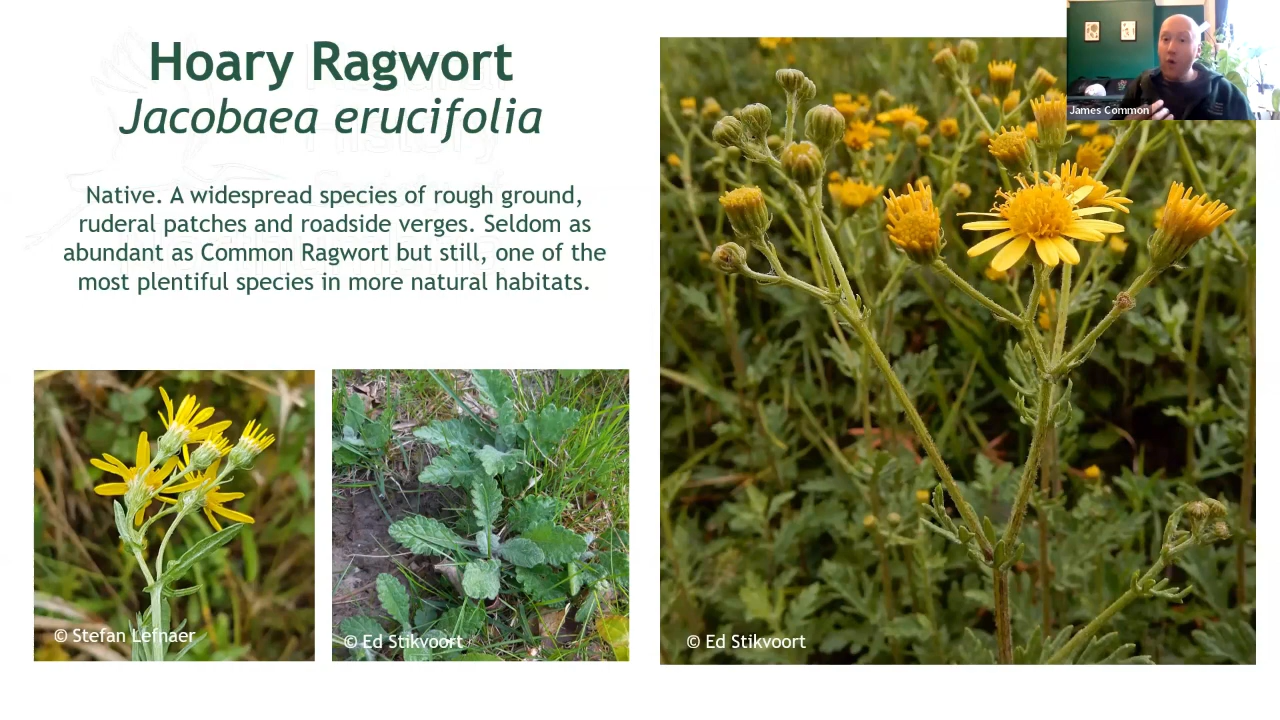 Hoary Ragwort
Jacobaea erucifolia
Native. A widespread species of rough ground,
ruderal patches and roadside verges. Seldom as
abundant as Common Ragwort but still, one of the
most plentiful species in more natural habitats.
© Stefan Lefnaer
© Ed Stikvoort
© Ed Stikvoort
James Common